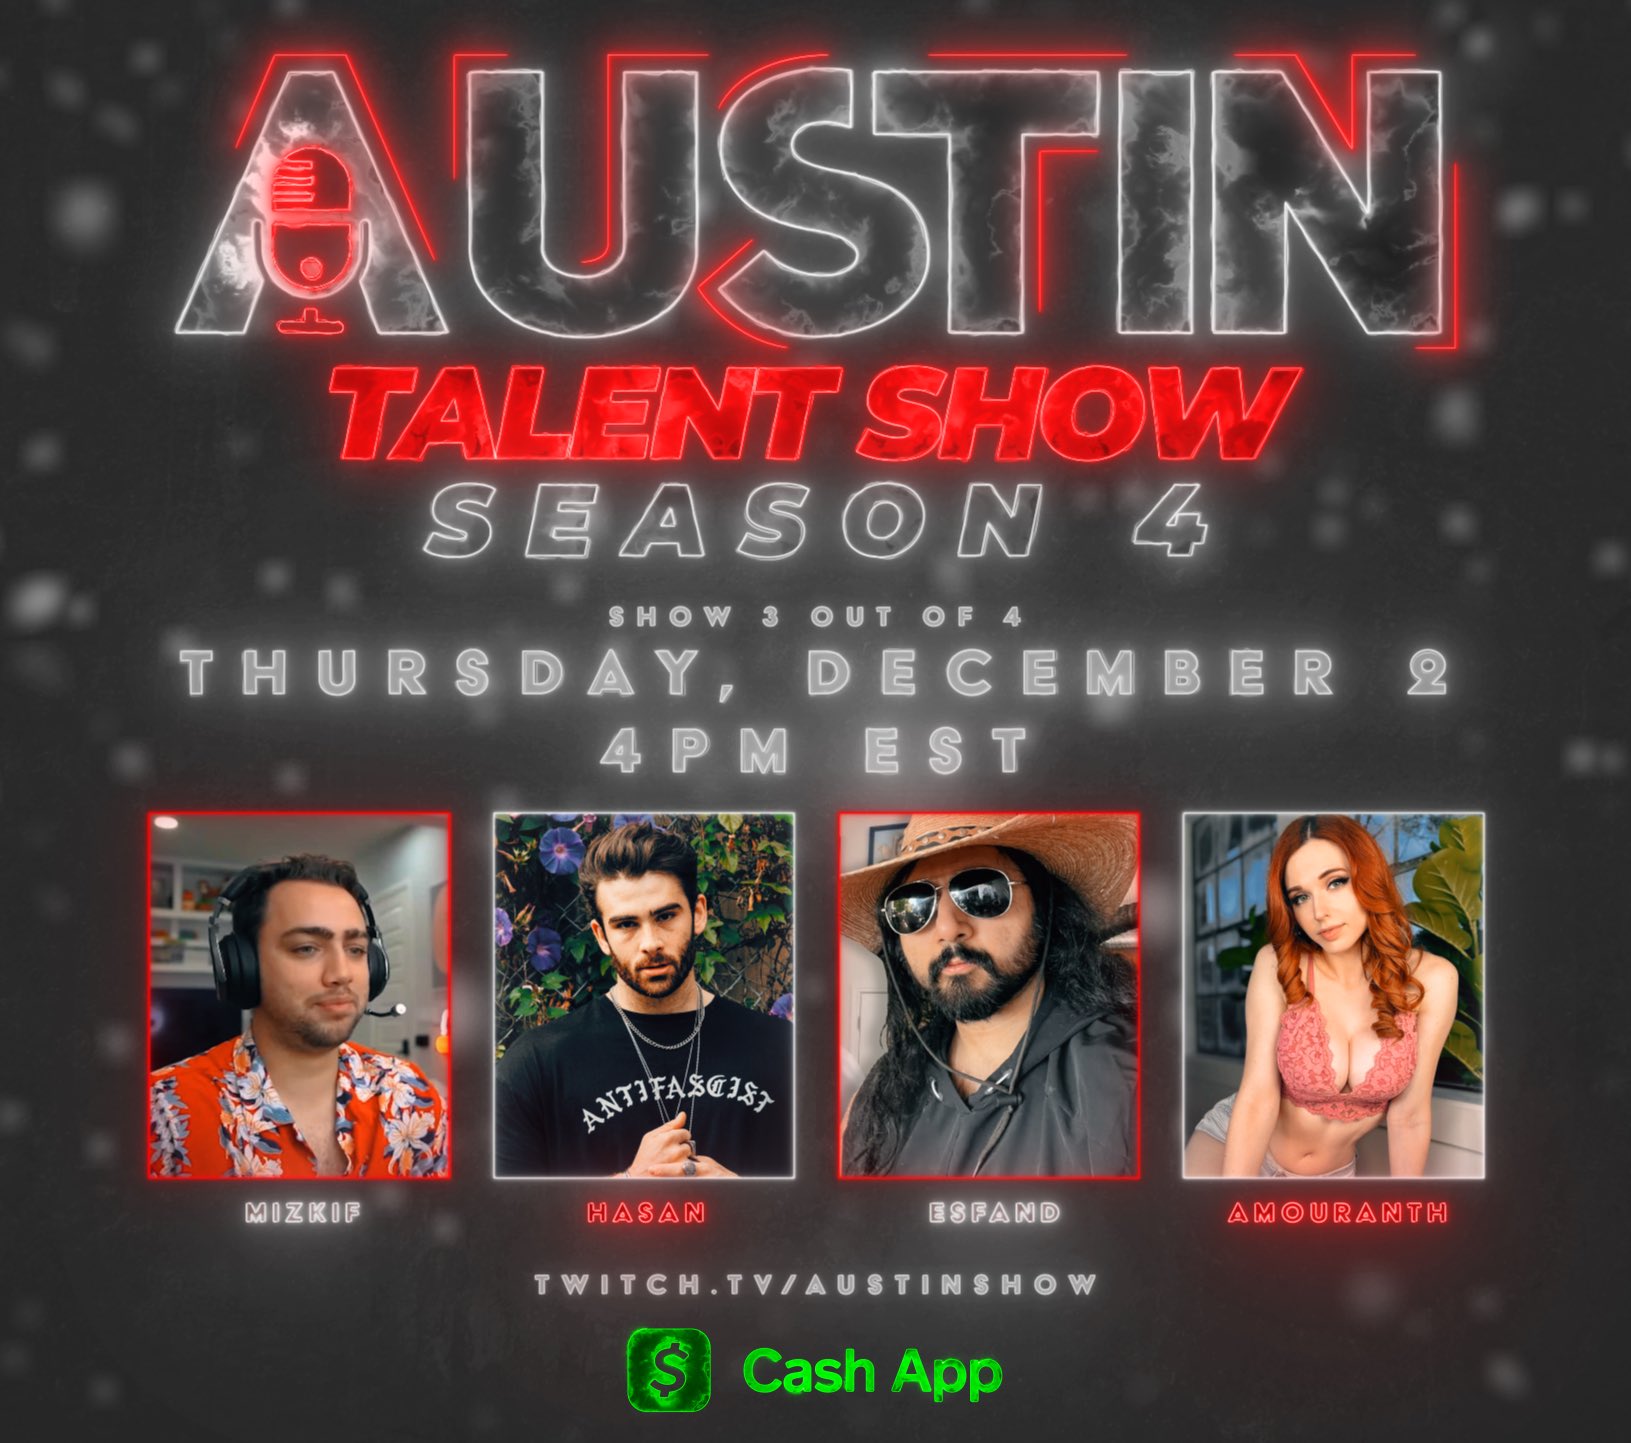 AUSTIN
TALENT SHOW
SEASON 4
SHOW 3 OUT OF 4
THURSDAY, DECEMBER 2
4PM EST
ANTIFASCIST
MIZKIF
HASAN
ESFAND
AMOURANTH
TWITCH.TV/AUSTINSHOW
$ Cash App